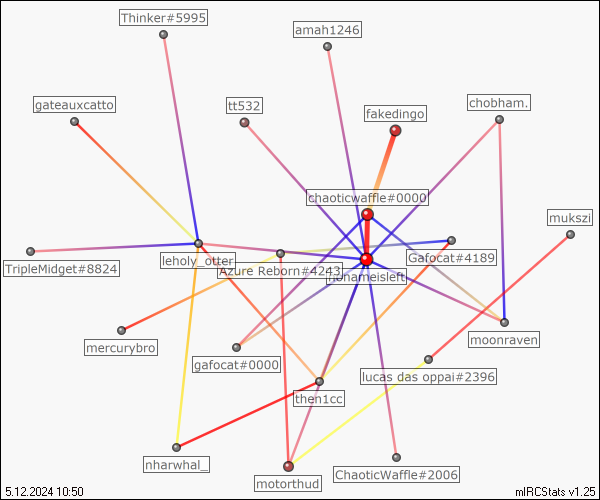 Thinker#5995
amah1246
gateauxcatto
tt532
fakedingo
chobham.
chaoticwaffle#0000
mukszi
leholy_otter
Azure Reborn#4243
Gafocat#4189
TripleMidget#8824
nohameisleft
mercurybro
gafocat#0000
moonraven
lucas das oppai#2396
then1cc
nharwhal_
motorthud
ChaoticWaffle#2006
5.12.2024 10:50
mIRCStats v1.25